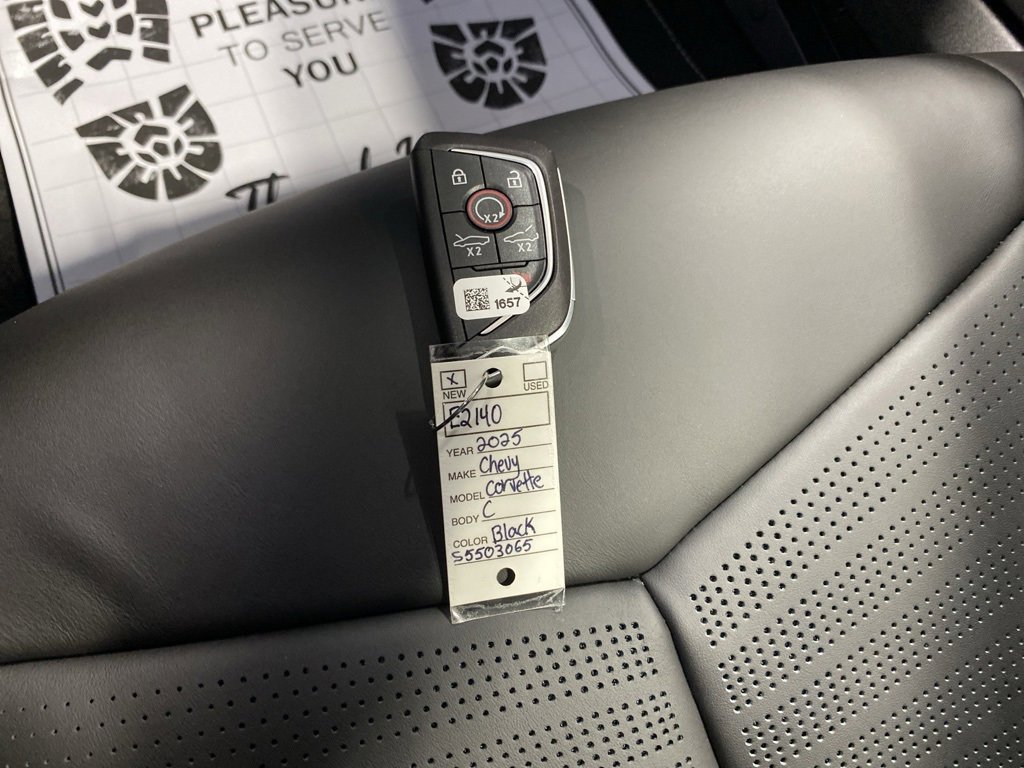 PLEASURE
TO SERVE
YOU
X2
X2 X2
1657
X
NEW USED
E2140
YEAR 2025
MAKE Chevy
MODEL Corvette
BODY C
COLOR Black
S5503065